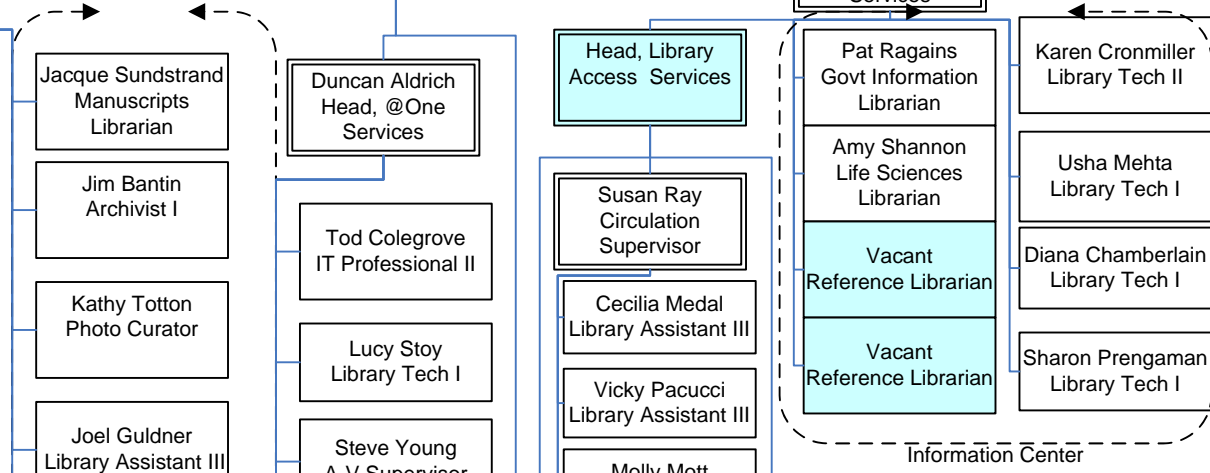 Services
Jacque Sundstrand
Manuscripts
Librarian
Jim Bantin
Archivist I
Kathy Totton
Photo Curator
Joel Guldner
Library Assistant III
Duncan Aldrich
Head, @One
Services
Tod Colegrove
IT Professional II
Lucy Stoy
Library Tech I
Steve Young
A-V Supervisor
Head, Library
Access  Services
Susan Ray
Circulation
Supervisor
Cecilia Medal
Library Assistant III
Vicky Pacucci
Library Assistant III
Molly Mott
Pat Ragains
Govt Information
Librarian
Amy Shannon
Life Sciences
Librarian
Vacant
Reference Librarian
Vacant
Reference Librarian
Karen Cronmiller
Library Tech II
Usha Mehta
Library Tech I
Diana Chamberlain
Library Tech I
Sharon Prengaman
Library Tech I
Information Center